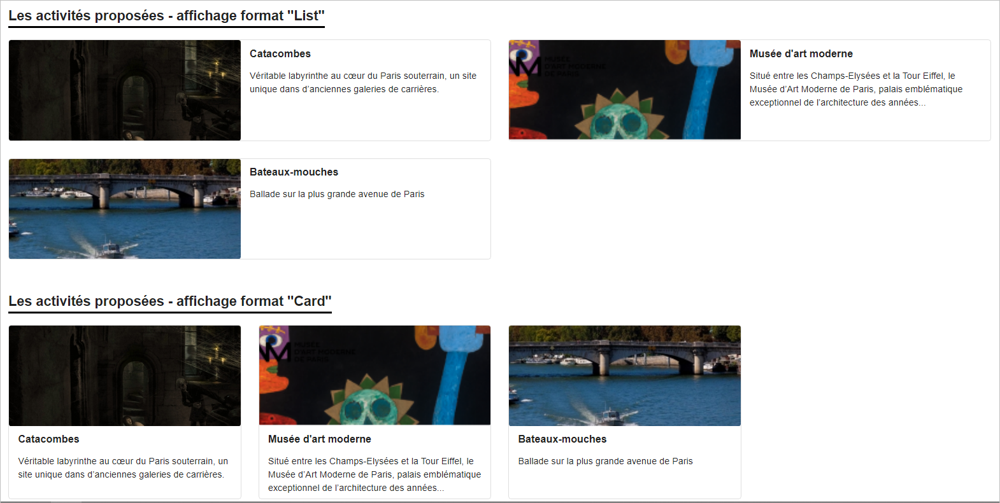 Les activités proposées - affichage format "List"
Catacombes
Véritable labyrinthe au cœur du Paris souterrain, un site
unique dans d’anciennes galeries de carrières.
MUSÉE
D'ART MODERNE
DE PARIS
Musée d'art moderne
Situé entre les Champs-Elysées et la Tour Eiffel, le
Musée d’Art Moderne de Paris, palais emblématique
exceptionnel de l’architecture des années...
Bateaux-mouches
Ballade sur la plus grande avenue de Paris
Les activités proposées - affichage format "Card"
MUSÉE
D'ART MODERNE
DE PARIS
Catacombes
Véritable labyrinthe au cœur du Paris souterrain, un
site unique dans d’anciennes galeries de carrières.
Musée d'art moderne
Situé entre les Champs-Elysées et la Tour Eiffel, le
Musée d’Art Moderne de Paris, palais emblématique
exceptionnel de l’architecture des années...
Bateaux-mouches
Ballade sur la plus grande avenue de Paris